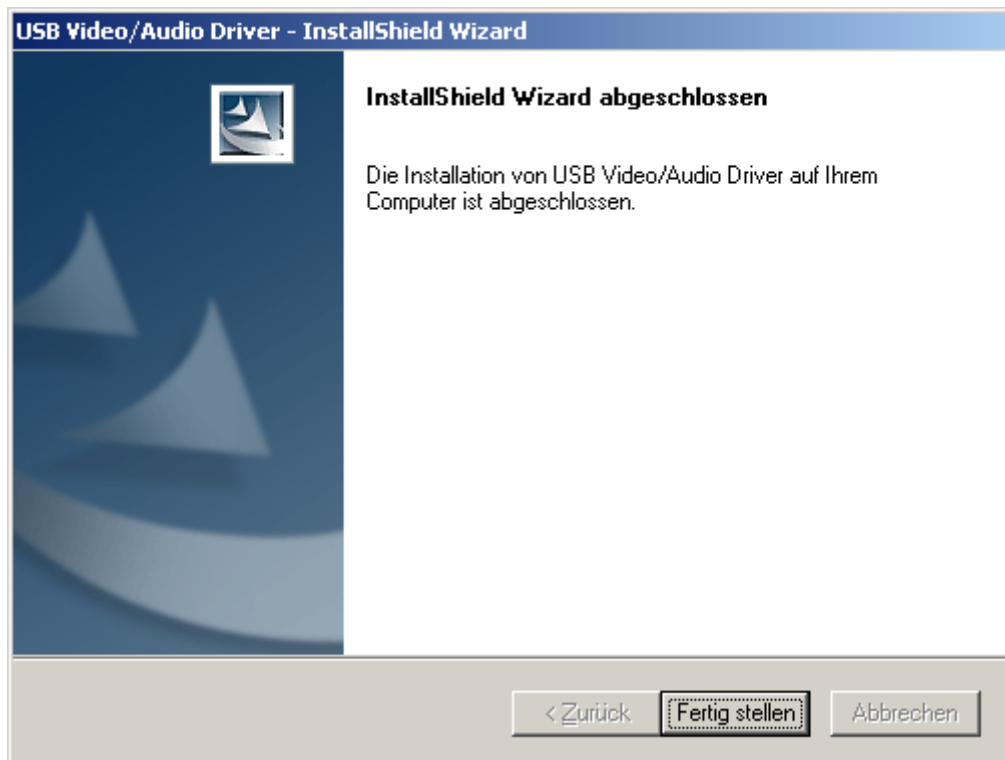 USB Video/Audio Driver - InstallShield Wizard
InstallShield Wizard abgeschlossen
Die Installation von USB Video/Audio Driver auf Ihrem
Computer ist abgeschlossen.
< Zurück Fertig stellen Abbrechen